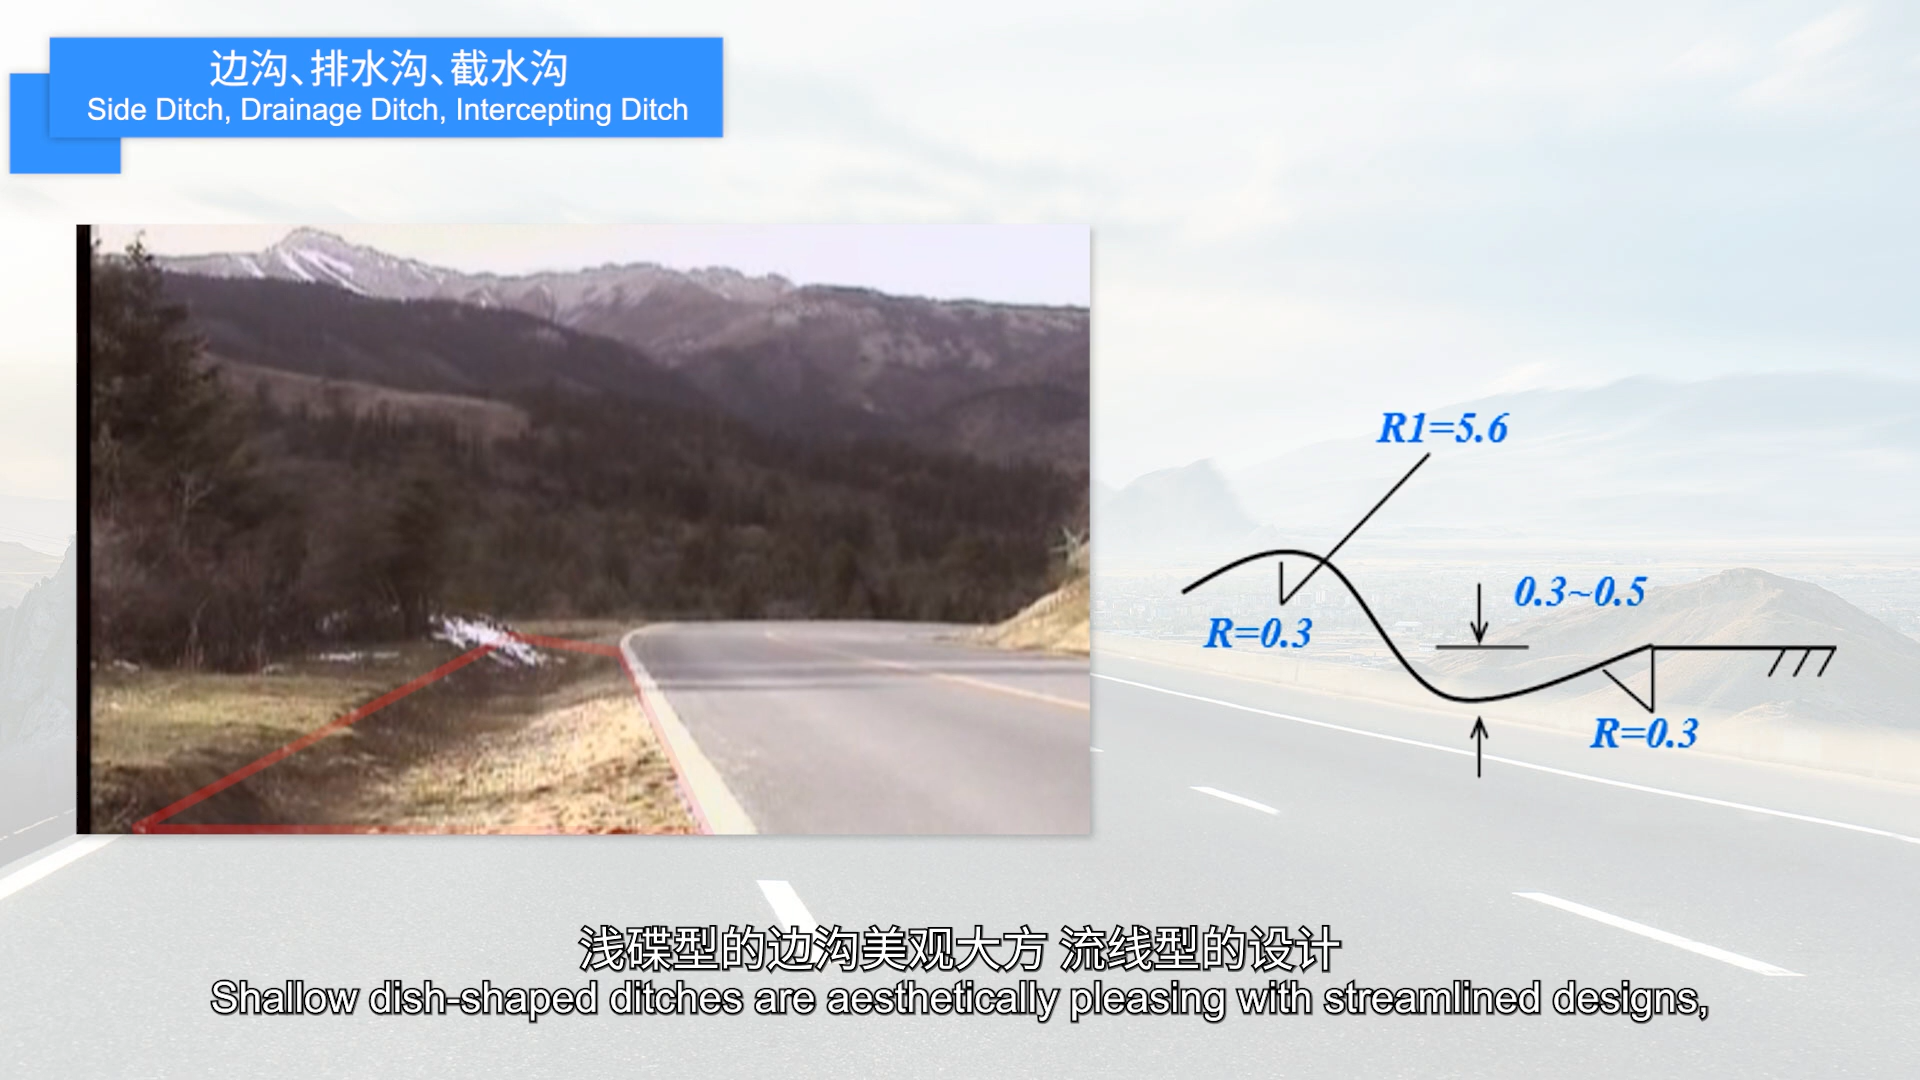 边沟、排水沟、截水沟
Side Ditch, Drainage Ditch, Intercepting Ditch
R1=5.6
0.3~0.5
R=0.3
R=0.3
浅碟型的边沟美观大方 流线型的设计
Shallow dish-shaped ditches are aesthetically pleasing with streamlined designs,